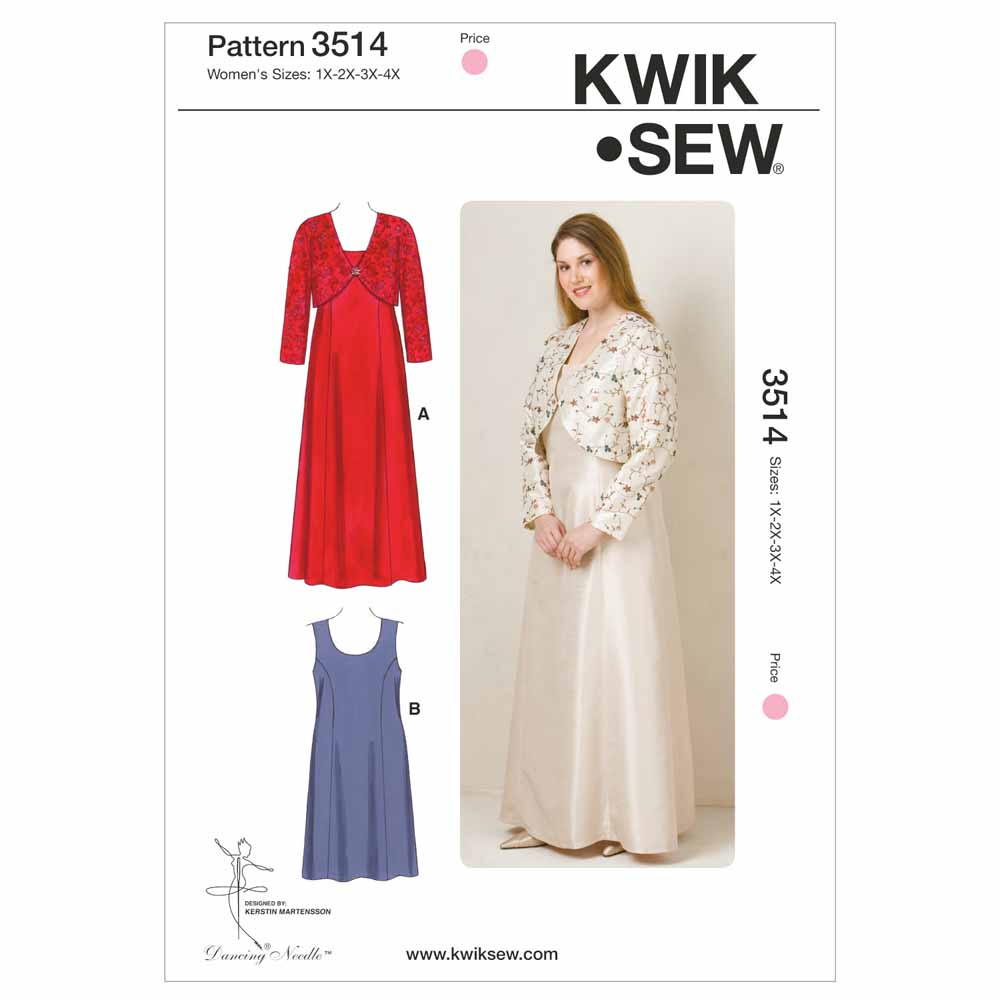 Pattern 3514
Women's Sizes: 1X-2X-3X-4X
Price
KWIK
•SEW®
A
B
3514 Sizes: 1X-2X-3X-4X
Price
DESIGNED BY:
KERSTIN MARTENSSON
Dancing Needle™
®
www.kwiksew.com